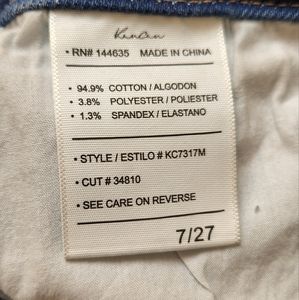 KanCan
• RN# 144635 MADE IN CHINA
• 94.9% COTTON / ALGODON
• 3.8% POLYESTER / POLIESTER
• 1.3% SPANDEX / ELASTANO
• STYLE / ESTILO # KC7317M
• CUT # 34810
• SEE CARE ON REVERSE
7/27